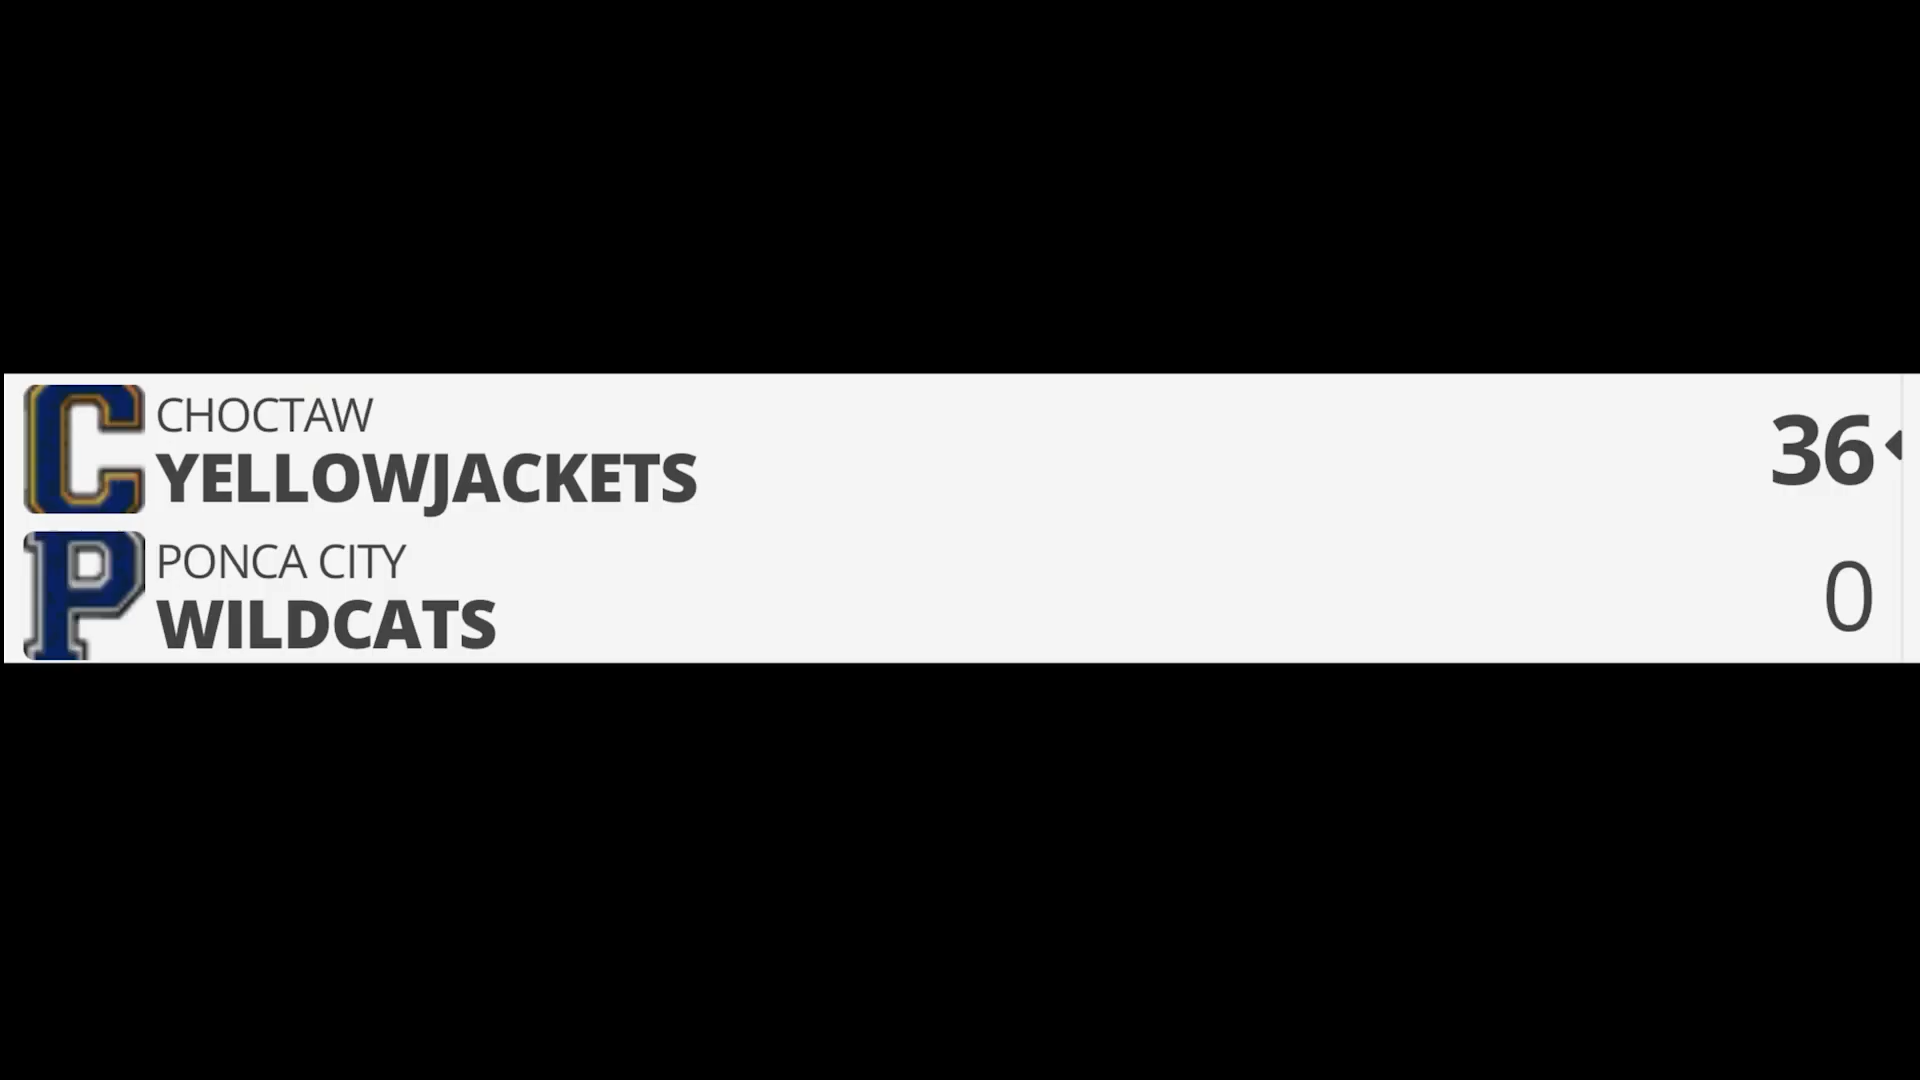 C
CHOCTAW
YELLOWJACKETS
36
P
PONCA CITY
WILDCATS
0